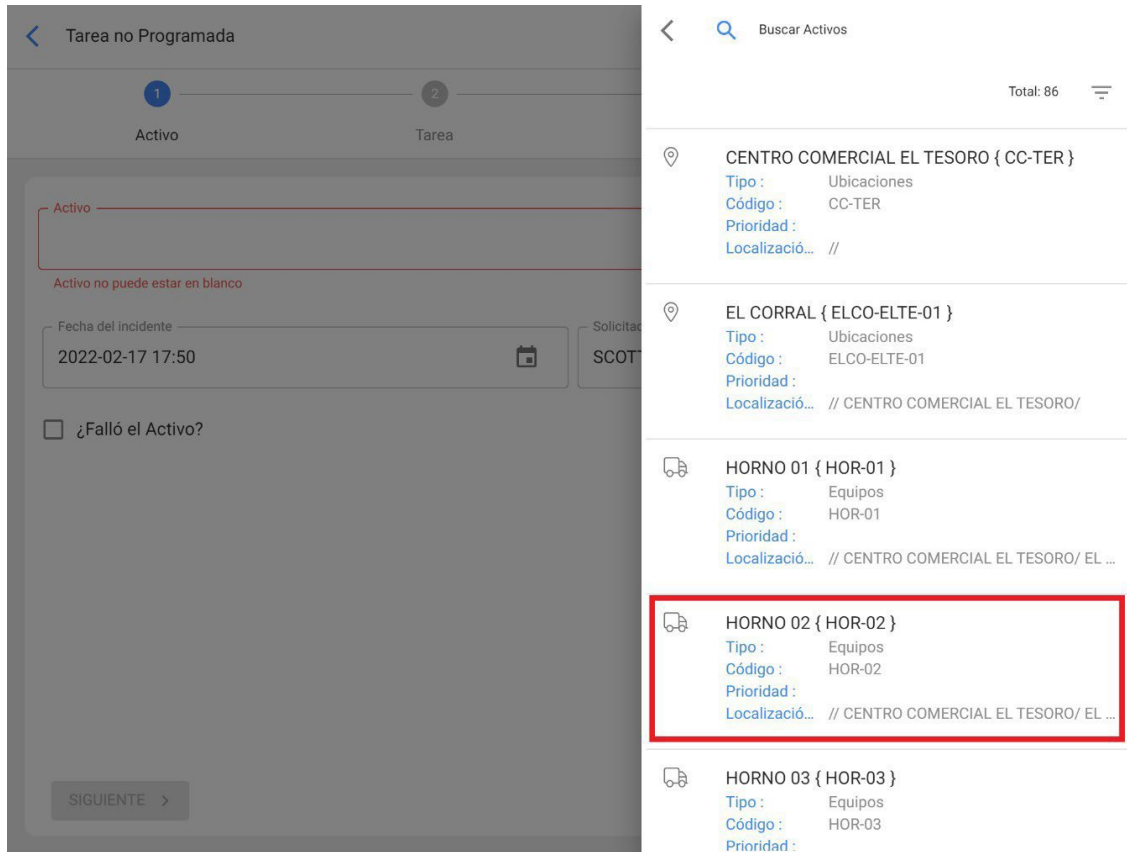 Tarea no Programada
1
2
Activo
Tarea
Activo
Activo no puede estar en blanco
Fecha del incidente
2022-02-17 17:50
¿Falló el Activo?
SIGUIENTE
Buscar Activos
Total: 86
CENTRO COMERCIAL EL TESORO { CC-TER }
Tipo : Ubicaciones
Código : CC-TER
Prioridad :
Localizació... //
EL CORRAL { ELCO-ELTE-01 }
Tipo : Ubicaciones
Código : ELCO-ELTE-01
Prioridad :
Localizació... // CENTRO COMERCIAL EL TESORO/
HORNO 01 { HOR-01 }
Tipo : Equipos
Código : HOR-01
Prioridad :
Localizació... // CENTRO COMERCIAL EL TESORO/ EL ...
HORNO 02 { HOR-02 }
Tipo : Equipos
Código : HOR-02
Prioridad :
Localizació... // CENTRO COMERCIAL EL TESORO/ EL ...
HORNO 03 { HOR-03 }
Tipo : Equipos
Código : HOR-03
Prioridad :